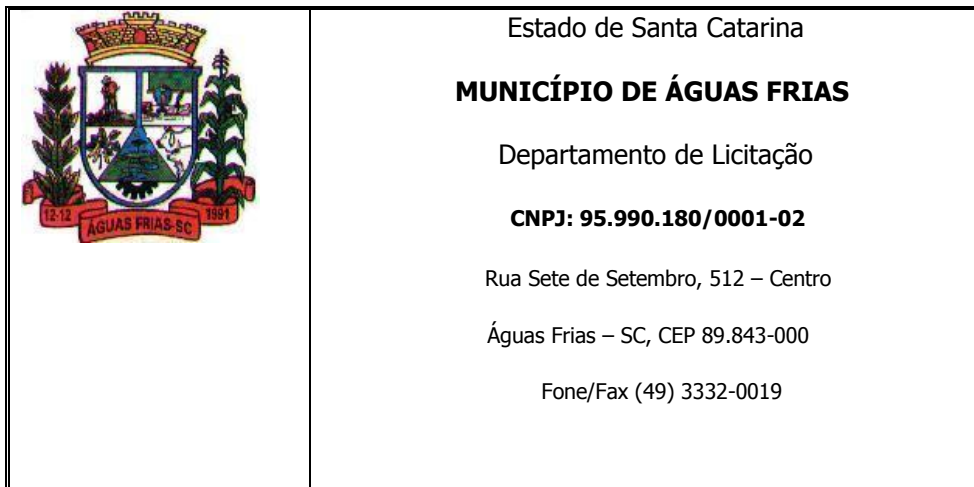 12-12
ÁGUAS FRIAS-SC
1991
Estado de Santa Catarina
MUNICÍPIO DE ÁGUAS FRIAS
Departamento de Licitação
CNPJ: 95.990.180/0001-02
Rua Sete de Setembro, 512 – Centro
Águas Frias – SC, CEP 89.843-000
Fone/Fax (49) 3332-0019